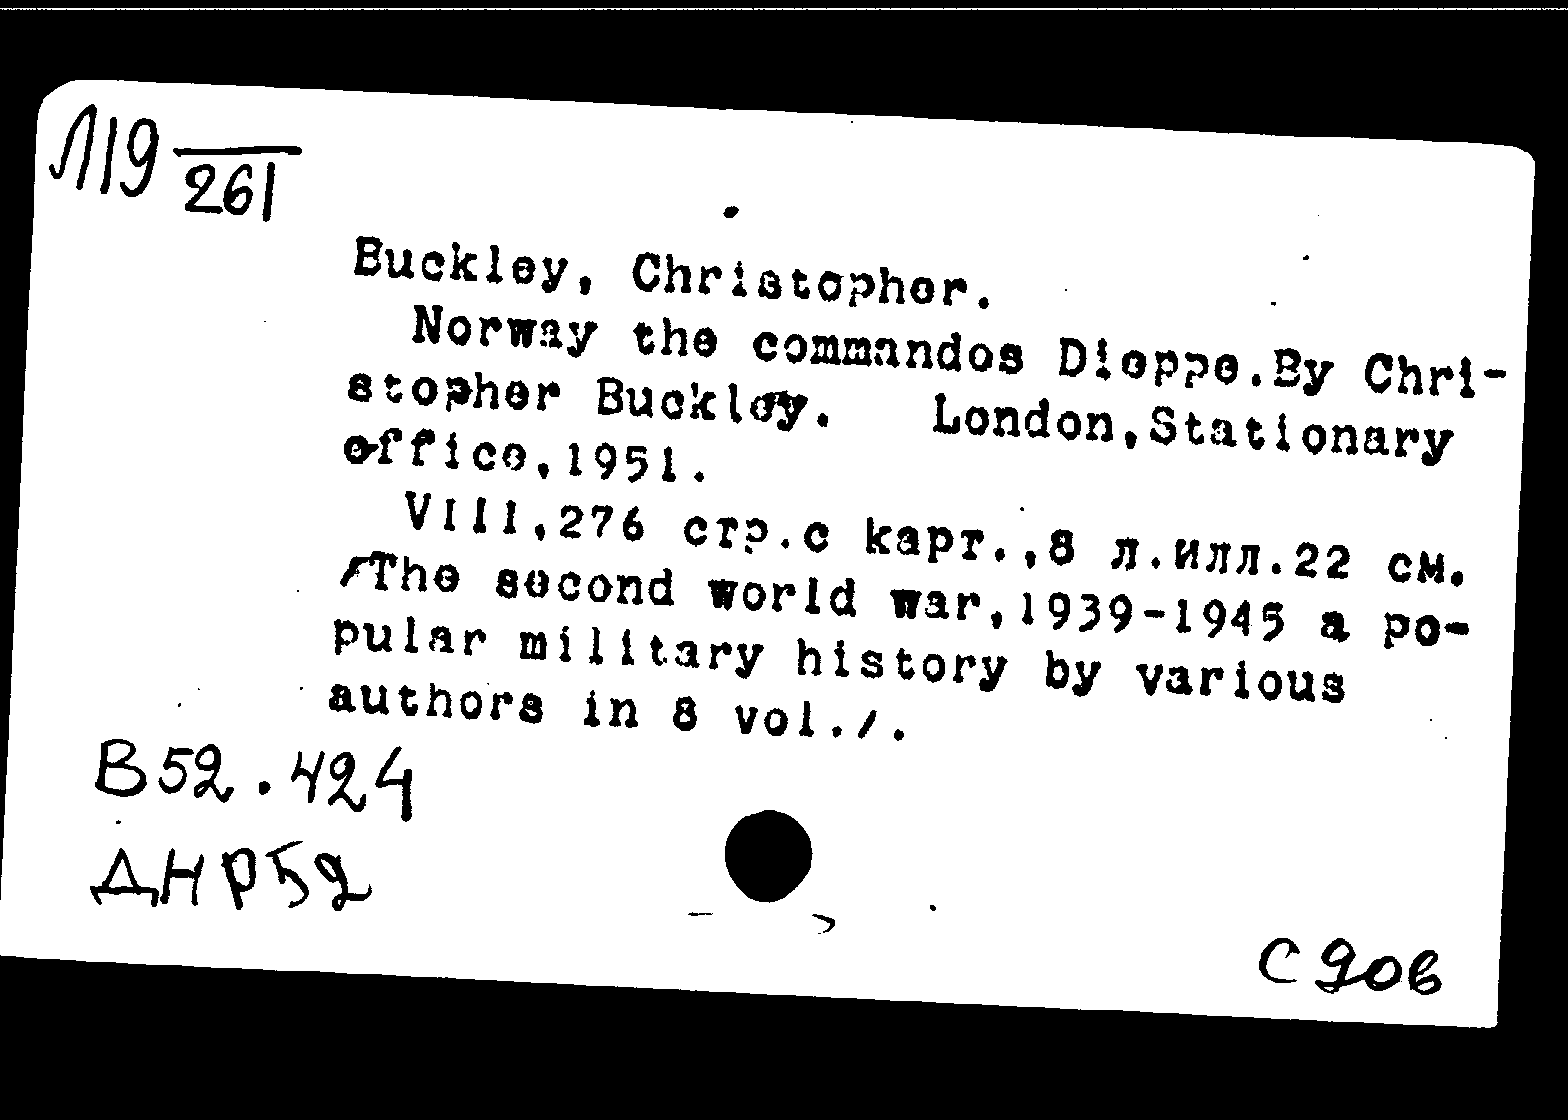 Л19
261
Buckley, Christopher.
Norway the commandos Dieppe.By Chri-
stopher Buckley. London,Stationary
office,1951.
VIII,276 стр.с карт.,8 л.илл.22 см.
/The second world war,1939-1945 a po-
pular military history by various
authors in 8 vol./.
В52.424
ДНР52
с дов